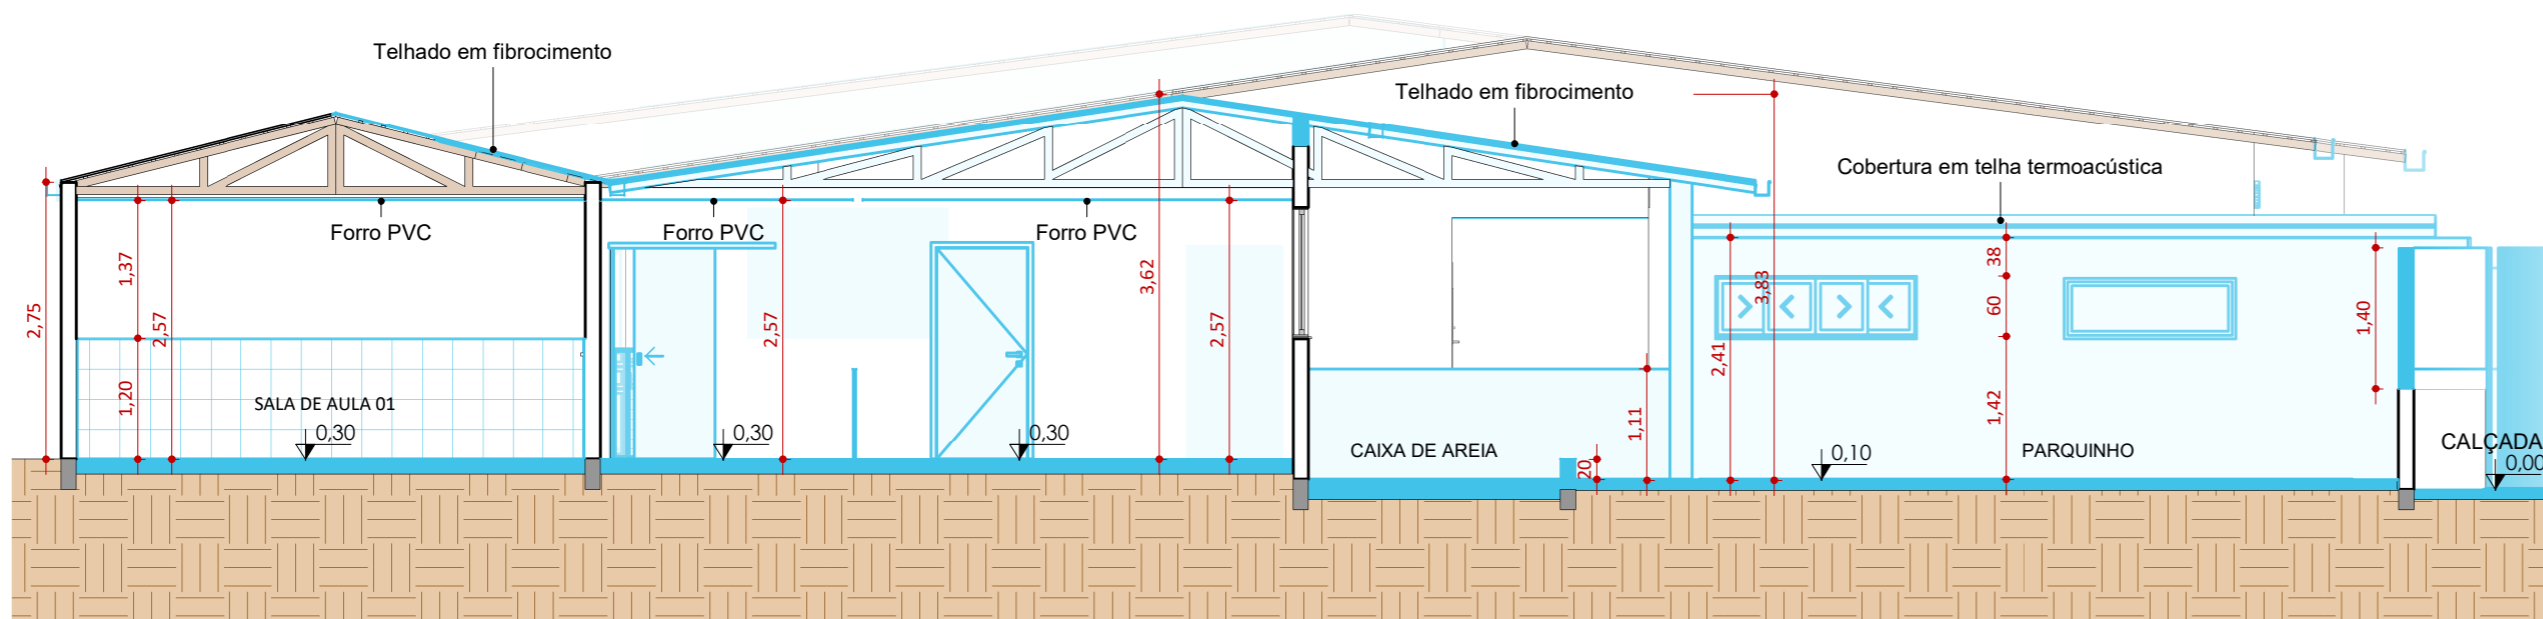 Telhado em fibrocimento
Telhado em fibrocimento
Cobertura em telha termoacústica
Forro PVC
Forro PVC
Forro PVC
2,75
1,37
1,20
2,57
2,57
3,62
2,57
3,83
2,41
1,11
20
38
60
1,42
1,40
SALA DE AULA 01
0,30
0,30
0,30
CAIXA DE AREIA
0,10
PARQUINHO
CALÇADA
0,00